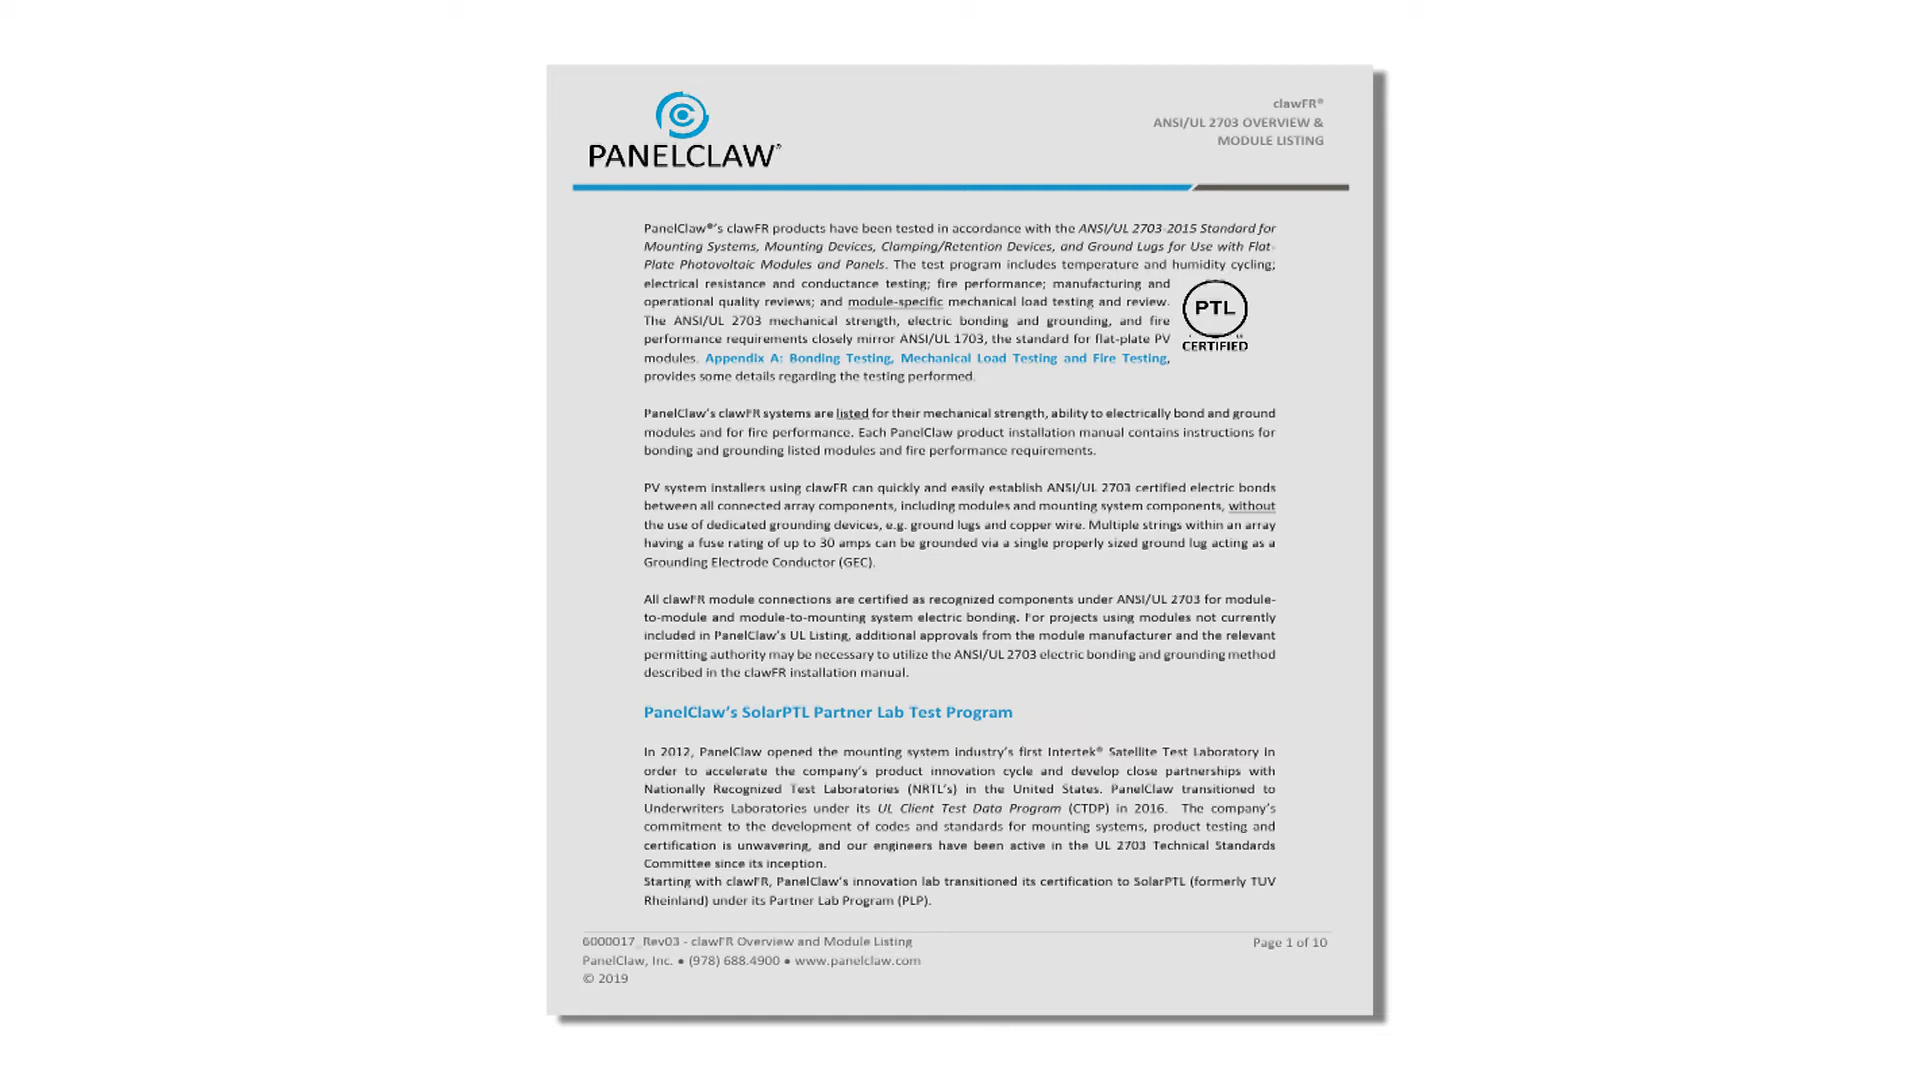 PANELCLAW®
clawFR®
ANSI/UL 2703 OVERVIEW &
MODULE LISTING
PanelClaw®'s clawFR products have been tested in accordance with the ANSI/UL 2703-2015 Standard for
Mounting Systems, Mounting Devices, Clamping/Retention Devices, and Ground Lugs for Use with Flat-
Plate Photovoltaic Modules and Panels. The test program includes temperature and humidity cycling;
electrical resistance and conductance testing; fire performance; manufacturing and
operational quality reviews; and module-specific mechanical load testing and review.
The ANSI/UL 2703 mechanical strength, electric bonding and grounding, and fire
performance requirements closely mirror ANSI/UL 1703, the standard for flat-plate PV
modules. Appendix A: Bonding Testing, Mechanical Load Testing and Fire Testing,
provides some details regarding the testing performed.
PTL
CERTIFIED
PanelClaw's clawFR systems are listed for their mechanical strength, ability to electrically bond and ground
modules and for fire performance. Each PanelClaw product installation manual contains instructions for
bonding and grounding listed modules and fire performance requirements.
PV system installers using clawFR can quickly and easily establish ANSI/UL 2703 certified electric bonds
between all connected array components, including modules and mounting system components, without
the use of dedicated grounding devices, e.g. ground lugs and copper wire. Multiple strings within an array
having a fuse rating of up to 30 amps can be grounded via a single properly sized ground lug acting as a
Grounding Electrode Conductor (GEC).
All clawFR module connections are certified as recognized components under ANSI/UL 2703 for module-
to-module and module-to-mounting system electric bonding. For projects using modules not currently
included in PanelClaw's UL Listing, additional approvals from the module manufacturer and the relevant
permitting authority may be necessary to utilize the ANSI/UL 2703 electric bonding and grounding method
described in the clawFR installation manual.
PanelClaw's SolarPTL Partner Lab Test Program
In 2012, PanelClaw opened the mounting system industry's first Intertek® Satellite Test Laboratory in
order to accelerate the company's product innovation cycle and develop close partnerships with
Nationally Recognized Test Laboratories (NRTL's) in the United States. PanelClaw transitioned to
Underwriters Laboratories under its UL Client Test Data Program (CTDP) in 2016. The company's
commitment to the development of codes and standards for mounting systems, product testing and
certification is unwavering, and our engineers have been active in the UL 2703 Technical Standards
Committee since its inception.
Starting with clawFR, PanelClaw's innovation lab transitioned its certification to SolarPTL (formerly TUV
Rheinland) under its Partner Lab Program (PLP).
6000017_Rev03 - clawFR Overview and Module Listing
Page 1 of 10
PanelClaw, Inc. • (978) 688.4900 • www.panelclaw.com
© 2019